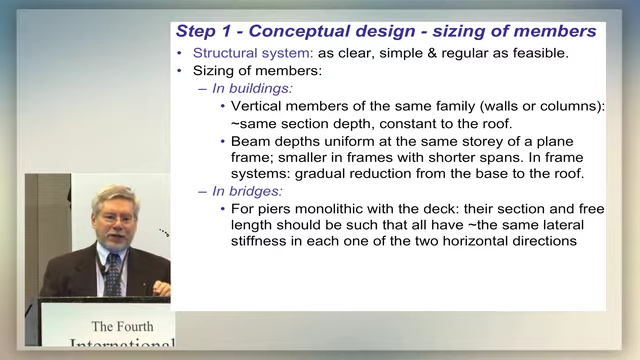 Step 1 - Conceptual design - sizing of members
• Structural system: as clear, simple & regular as feasible.
• Sizing of members:
– In buildings:
• Vertical members of the same family (walls or columns):
~same section depth, constant to the roof.
• Beam depths uniform at the same storey of a plane
frame; smaller in frames with shorter spans. In frame
systems: gradual reduction from the base to the roof.
– In bridges:
• For piers monolithic with the deck: their section and free
length should be such that all have ~the same lateral
stiffness in each one of the two horizontal directions
The Fourth
International